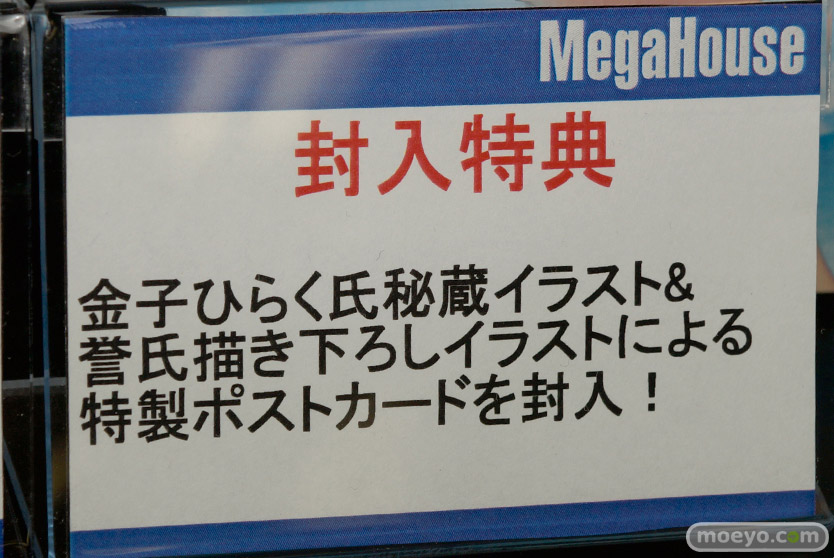 MegaHouse
封入特典
金子ひらく氏秘蔵イラスト&
誉氏描き下ろしイラストによる
特製ポストカードを封入！
moeyo.com